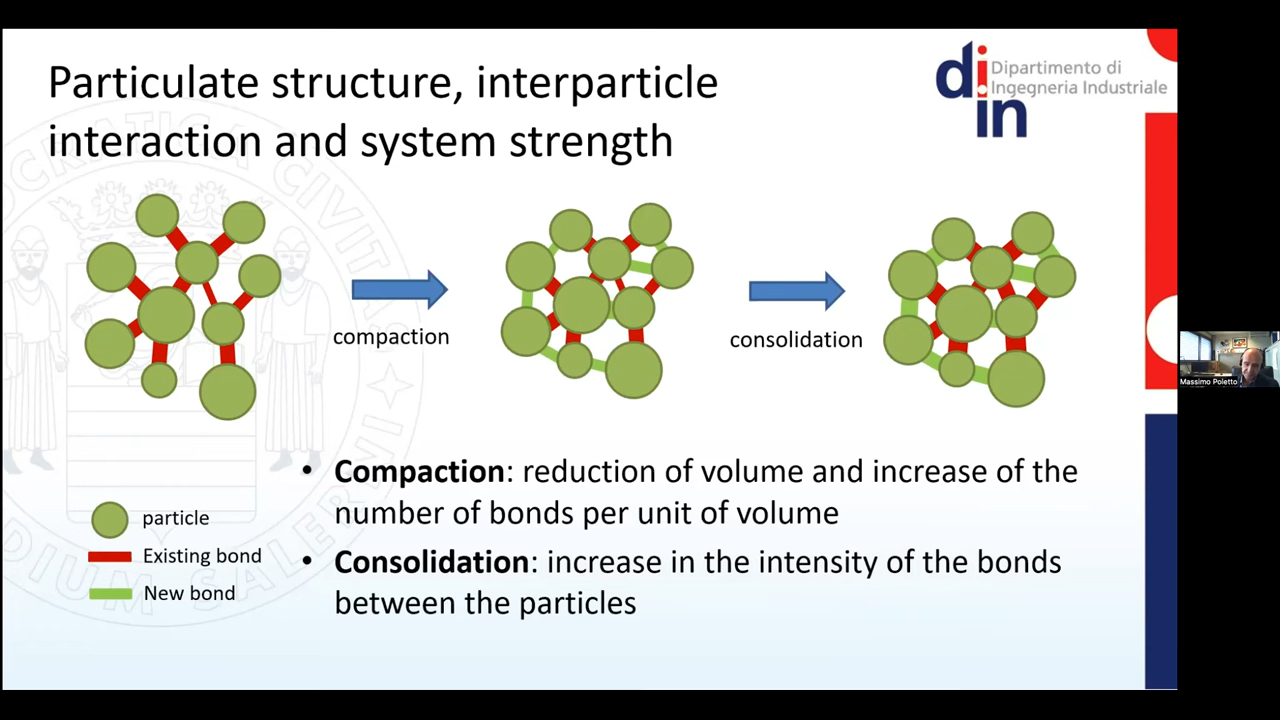 Particulate structure, interparticle
interaction and system strength
d.in
Dipartimento di
Ingegneria Industriale
compaction
consolidation
• Compaction: reduction of volume and increase of the
number of bonds per unit of volume
• Consolidation: increase in the intensity of the bonds
between the particles
particle
Existing bond
New bond
Massimo Poletto